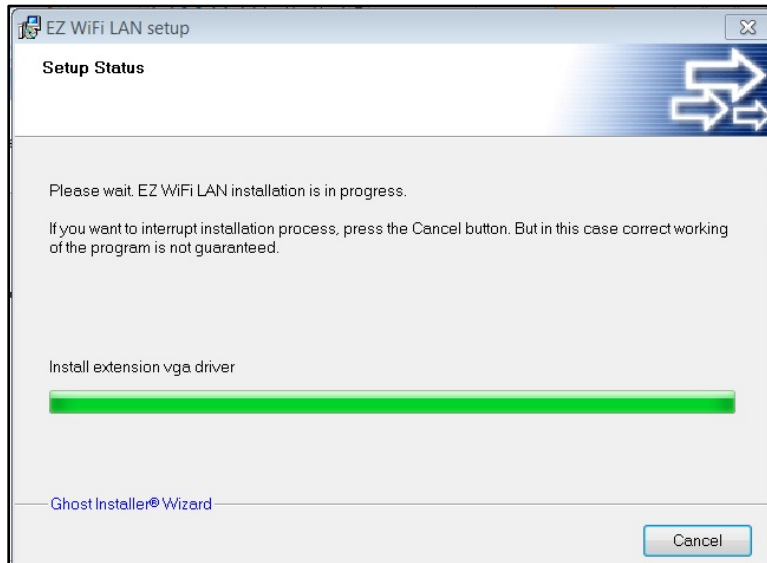 EZ WiFi LAN setup
Setup Status
Please wait. EZ WiFi LAN installation is in progress.
If you want to interrupt installation process, press the Cancel button. But in this case correct working
of the program is not guaranteed.
Install extension vga driver
Ghost Installer® Wizard
Cancel